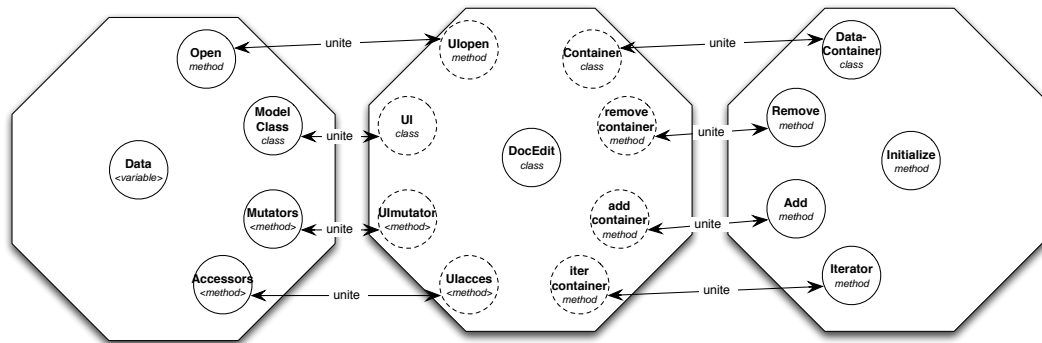 Open
method
unite
UIopen
method
Container
class
unite
Data-
Container
class
Model
Class
class
unite
UI
class
remove
container
method
unite
Remove
method
Data
<variable>
DocEdit
class
Initialize
method
Mutators
<method>
unite
UImutator
<method>
add
container
method
unite
Add
method
Accessors
<method>
unite
UIacces
<method>
iter
container
method
unite
Iterator
method